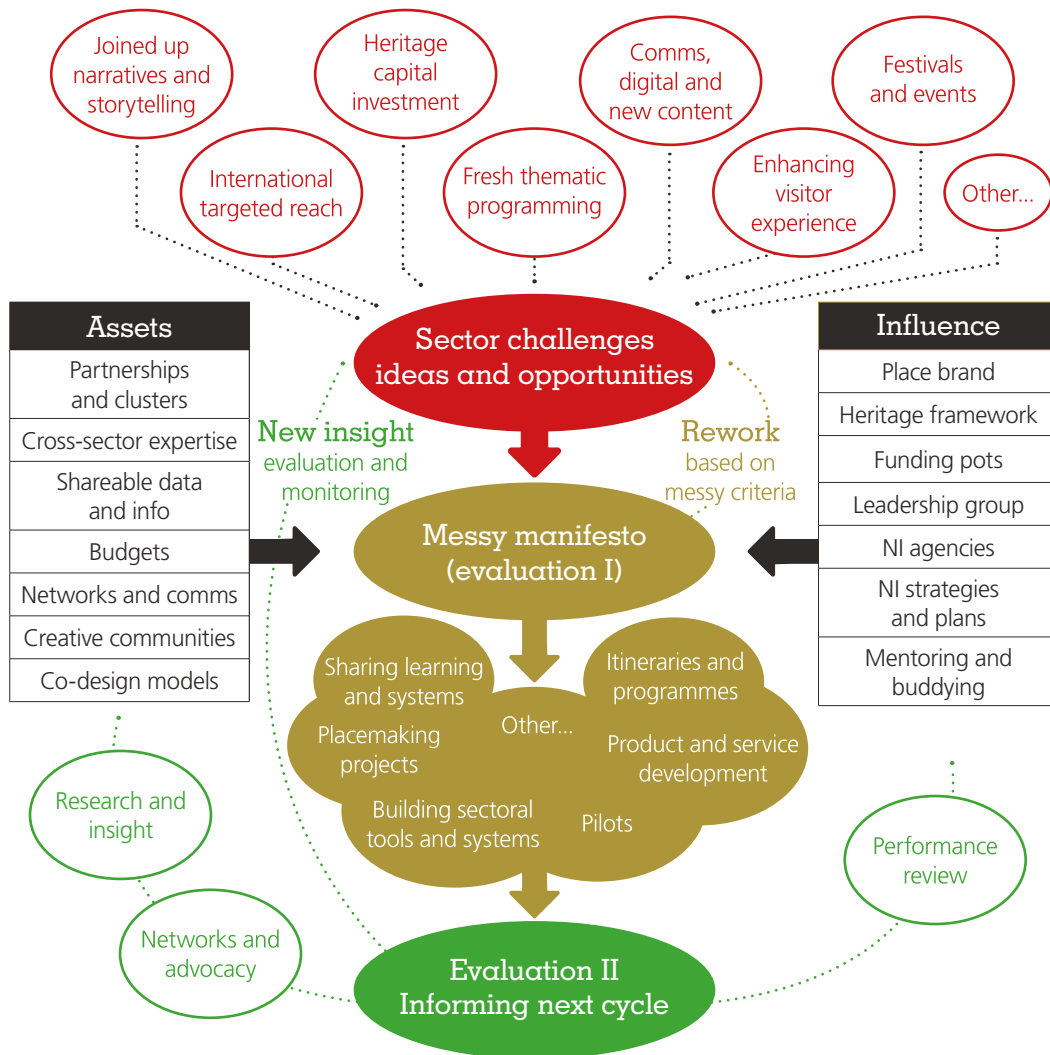 Joined up
narratives and
storytelling
Heritage
capital
investment
Comms,
digital and
new content
Festivals
and events
International
targeted reach
Fresh thematic
programming
Enhancing
visitor
experience
Other...
Sector challenges
ideas and opportunities
Assets
Partnerships
and clusters
Cross-sector expertise
Shareable data
and info
Budgets
Networks and comms
Creative communities
Co-design models
New insight
evaluation and
monitoring
Rework
based on
messy criteria
Influence
Place brand
Heritage framework
Funding pots
Leadership group
NI agencies
NI strategies
and plans
Mentoring and
buddying
Messy manifesto
(evaluation I)
Sharing learning
and systems
Itineraries and
programmes
Other...
Placemaking
projects
Product and service
development
Building sectoral
tools and systems
Pilots
Research and
insight
Networks and
advocacy
Performance
review
Evaluation II
Informing next cycle